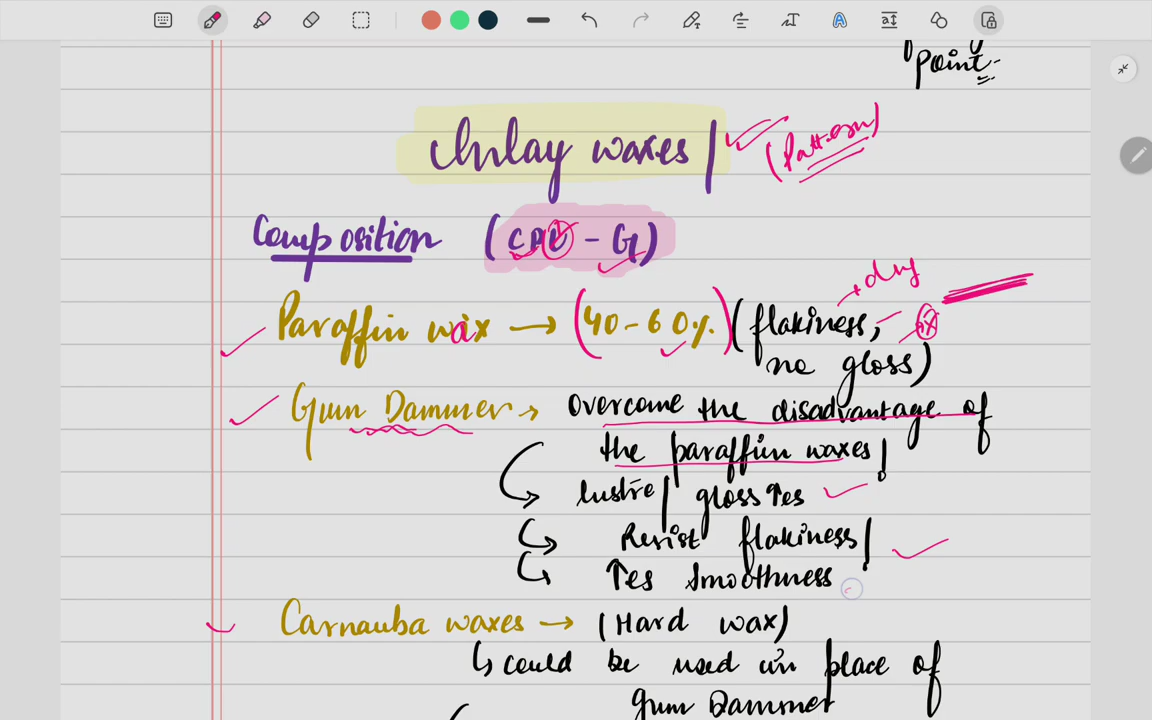 point
Inlay waxes | (Pattern)
Composition (CPC - G)
dry
Paraffin wax → (40-60%) (flakiness,
no gloss)
Gum Dammer → overcome the disadvantage of
the paraffin waxes!
lustre/gloss ↑es
Resist flakiness!
↑es smoothness
Carnauba waxes → (Hard wax)
↳ could be used in place of
Gum Dammer